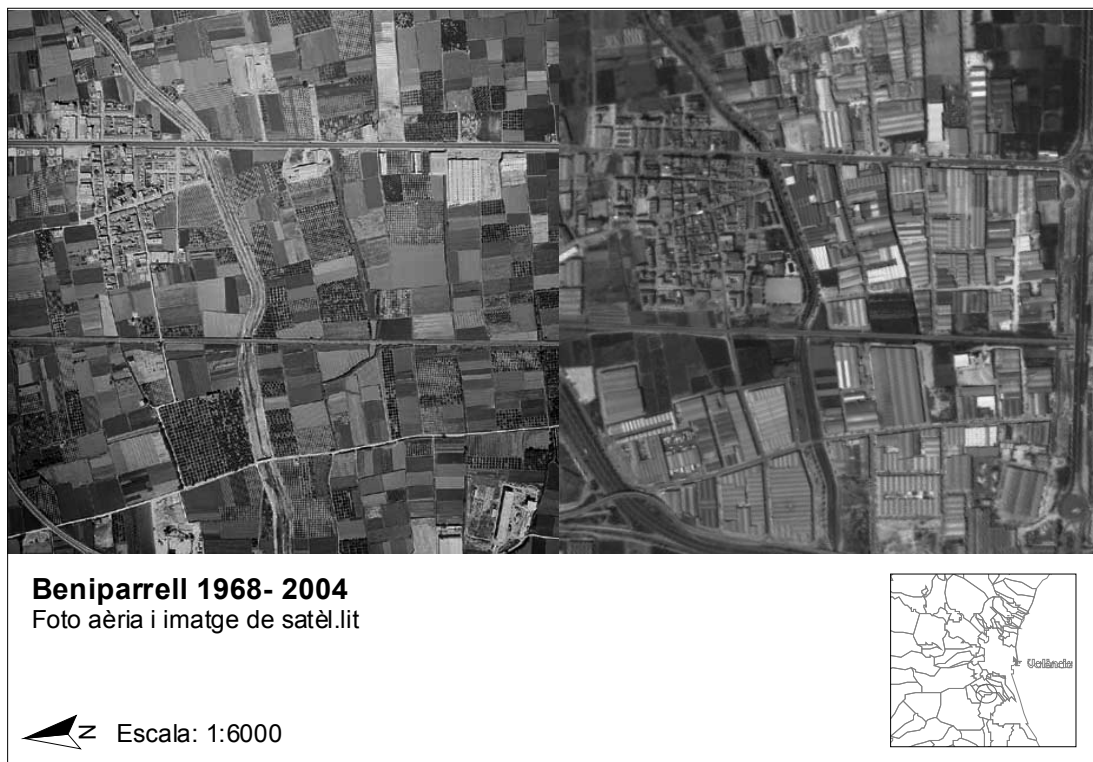 Beniparrell 1968- 2004
Foto aèria i imatge de satèl.lit
València
N
Escala: 1:6000